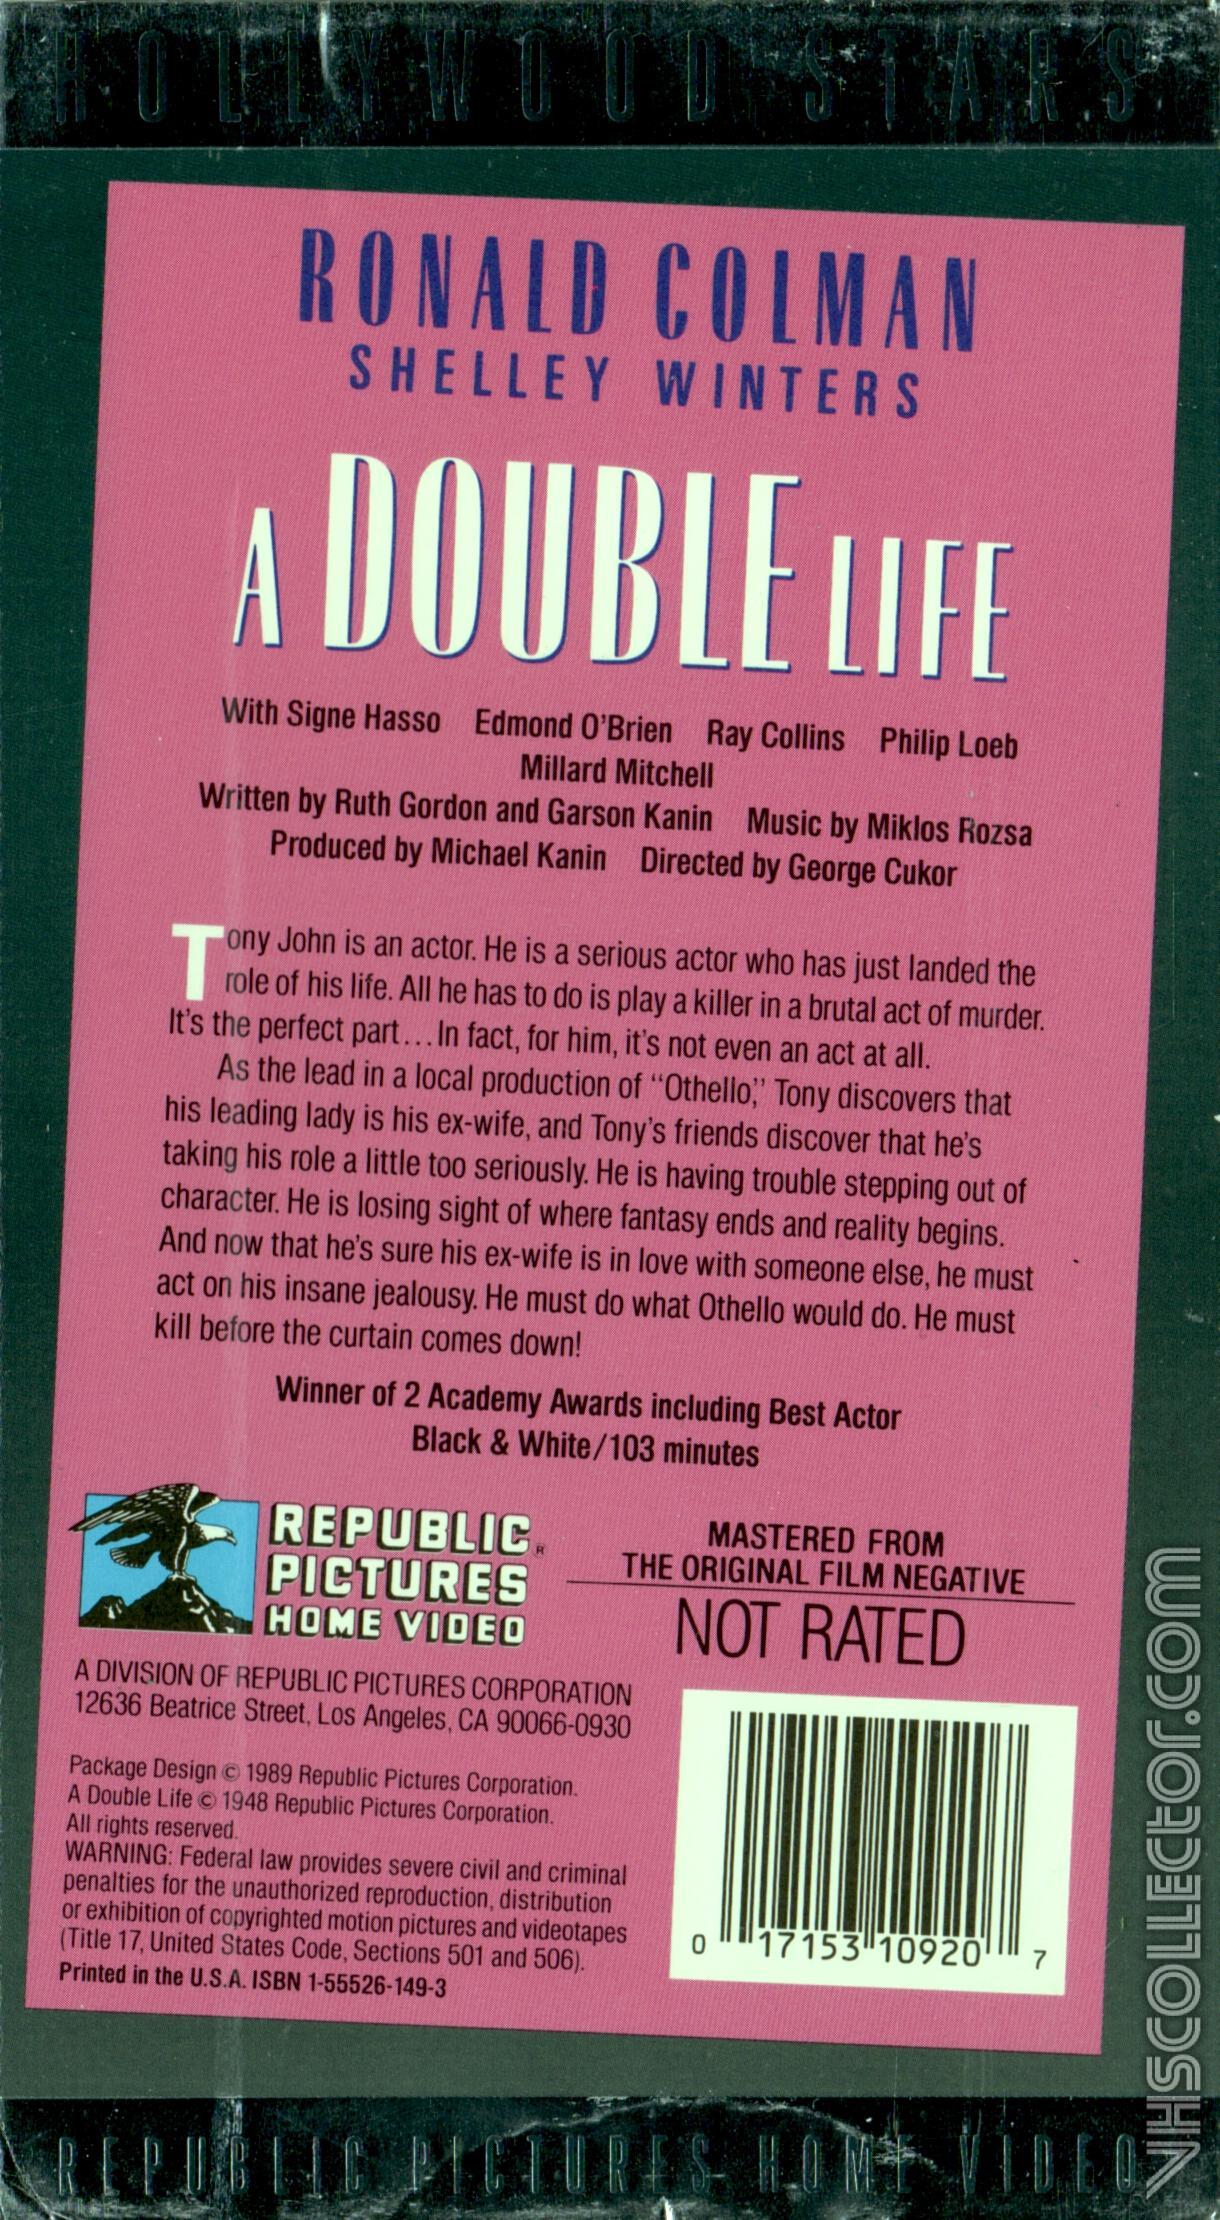 HOLLYWOOD STARS
RONALD COLMAN
SHELLEY WINTERS
A DOUBLE LIFE
With Signe Hasso Edmond O'Brien Ray Collins Philip Loeb
Millard Mitchell
Written by Ruth Gordon and Garson Kanin Music by Miklos Rozsa
Produced by Michael Kanin Directed by George Cukor
Tony John is an actor. He is a serious actor who has just landed the
role of his life. All he has to do is play a killer in a brutal act of murder.
It's the perfect part...In fact, for him, it's not even an act at all.
As the lead in a local production of "Othello," Tony discovers that
his leading lady is his ex-wife, and Tony's friends discover that he's
taking his role a little too seriously. He is having trouble stepping out of
character. He is losing sight of where fantasy ends and reality begins.
And now that he's sure his ex-wife is in love with someone else, he must
act on his insane jealousy. He must do what Othello would do. He must
kill before the curtain comes down!
Winner of 2 Academy Awards including Best Actor
Black & White/103 minutes
REPUBLIC
PICTURES
HOME VIDEO
®
MASTERED FROM
THE ORIGINAL FILM NEGATIVE
NOT RATED
A DIVISION OF REPUBLIC PICTURES CORPORATION
12636 Beatrice Street, Los Angeles, CA 90066-0930
Package Design © 1989 Republic Pictures Corporation.
A Double Life © 1948 Republic Pictures Corporation.
All rights reserved.
WARNING: Federal law provides severe civil and criminal
penalties for the unauthorized reproduction, distribution
or exhibition of copyrighted motion pictures and videotapes
(Title 17, United States Code, Sections 501 and 506).
Printed in the U.S.A. ISBN 1-55526-149-3
0 17153 10920 7
REPUBLIC PICTURES HOME VIDEO
VHSCOLLECTOR.COM